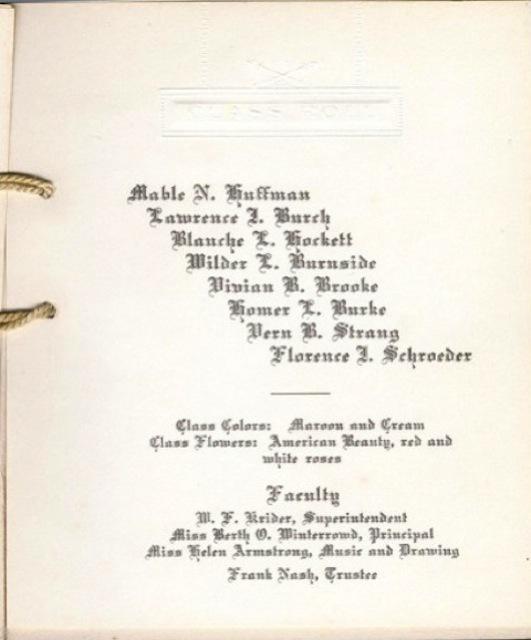 Mable N. Huffman
Lawrence I. Burch
Blanche L. Hockett
Wilder L. Burnside
Vivian B. Brooke
Homer L. Burke
Vern B. Strang
Florence I. Schroeder
Class Colors: Maroon and Cream
Class Flowers: American Beauty, red and
white roses
Faculty
W. F. Krider, Superintendent
Miss Berth O. Winterrowd, Principal
Miss Helen Armstrong, Music and Drawing
Frank Nash, Trustee